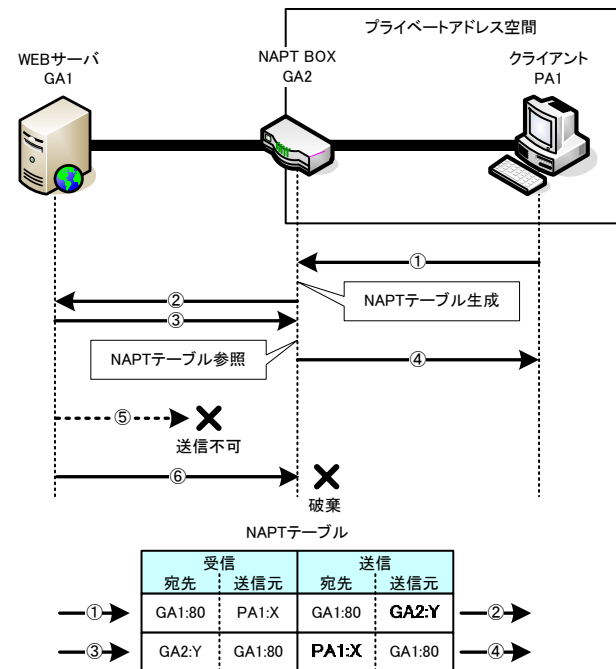 プライベートアドレス空間
WEBサーバ
GA1
NAPT BOX
GA2
クライアント
PA1
①
②
NAPTテーブル生成
③
NAPTテーブル参照
④
⑤
送信不可
⑥
破棄
NAPTテーブル
受信 送信
宛先 送信元 宛先 送信元
① GA1:80 PA1:X GA1:80 GA2:Y ②
③ GA2:Y GA1:80 PA1:X GA1:80 ④